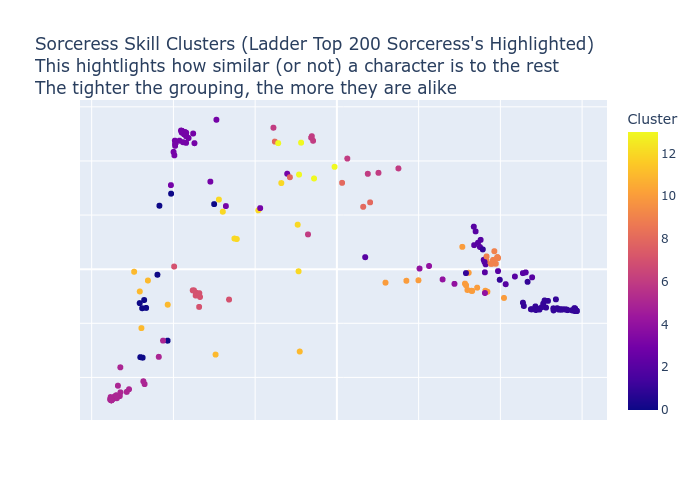 Sorceress Skill Clusters (Ladder Top 200 Sorceress's Highlighted)
This hightlights how similar (or not) a character is to the rest
The tighter the grouping, the more they are alike
Cluster
12
10
8
6
4
2
0